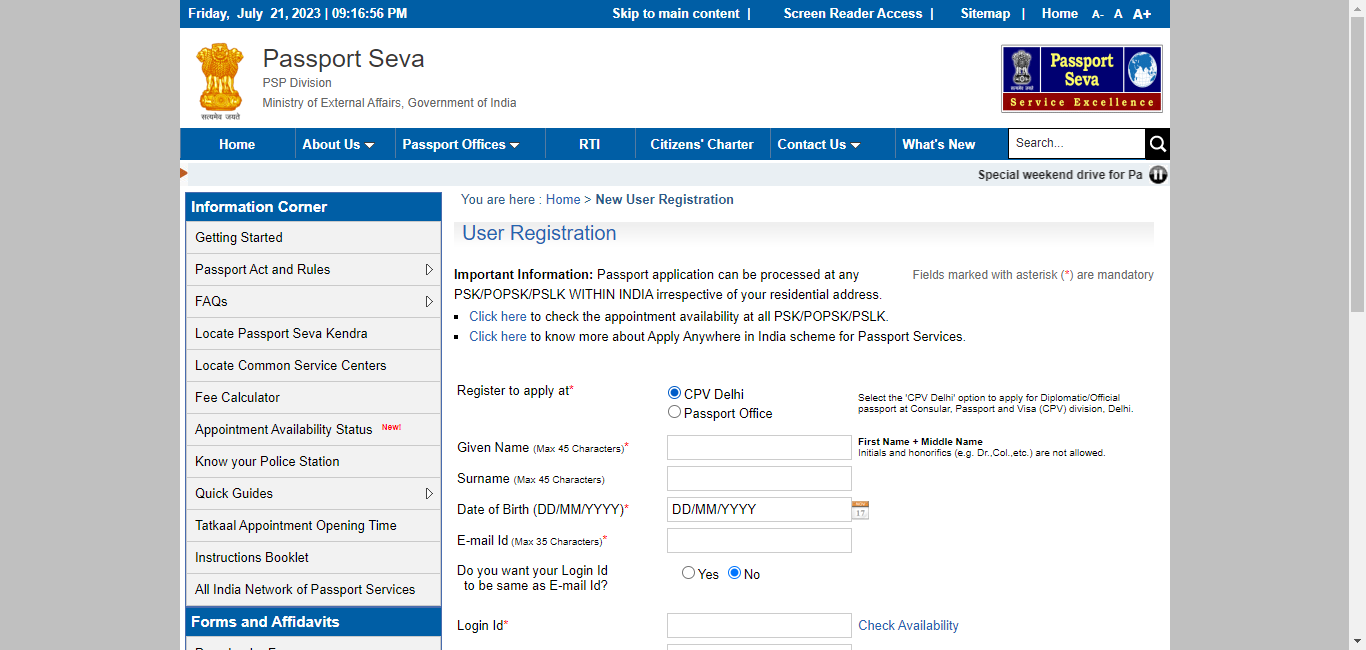 Friday, July 21, 2023 | 09:16:56 PM
Skip to main content | Screen Reader Access | Sitemap | Home A- A A+
सत्यमेव जयते
Passport Seva
PSP Division
Ministry of External Affairs, Government of India
Passport
Seva
Service Excellence
Home About Us Passport Offices RTI Citizens' Charter Contact Us What's New Search...
Special weekend drive for Pa
Information Corner
Getting Started
Passport Act and Rules
FAQs
Locate Passport Seva Kendra
Locate Common Service Centers
Fee Calculator
Appointment Availability Status New!
Know your Police Station
Quick Guides
Tatkaal Appointment Opening Time
Instructions Booklet
All India Network of Passport Services
Forms and Affidavits
You are here : Home > New User Registration
User Registration
Important Information: Passport application can be processed at any
PSK/POPSK/PSLK WITHIN INDIA irrespective of your residential address.
Fields marked with asterisk (*) are mandatory
Click here to check the appointment availability at all PSK/POPSK/PSLK.
Click here to know more about Apply Anywhere in India scheme for Passport Services.
Register to apply at*
CPV Delhi
Passport Office
Select the 'CPV Delhi' option to apply for Diplomatic/Official
passport at Consular, Passport and Visa (CPV) division, Delhi.
Given Name (Max 45 Characters)*
First Name + Middle Name
Initials and honorifics (e.g. Dr.,Col.,etc.) are not allowed.
Surname (Max 45 Characters)
Date of Birth (DD/MM/YYYY)* DD/MM/YYYY 17
E-mail Id (Max 35 Characters)*
Do you want your Login Id
to be same as E-mail Id?
Yes No
Login Id* Check Availability